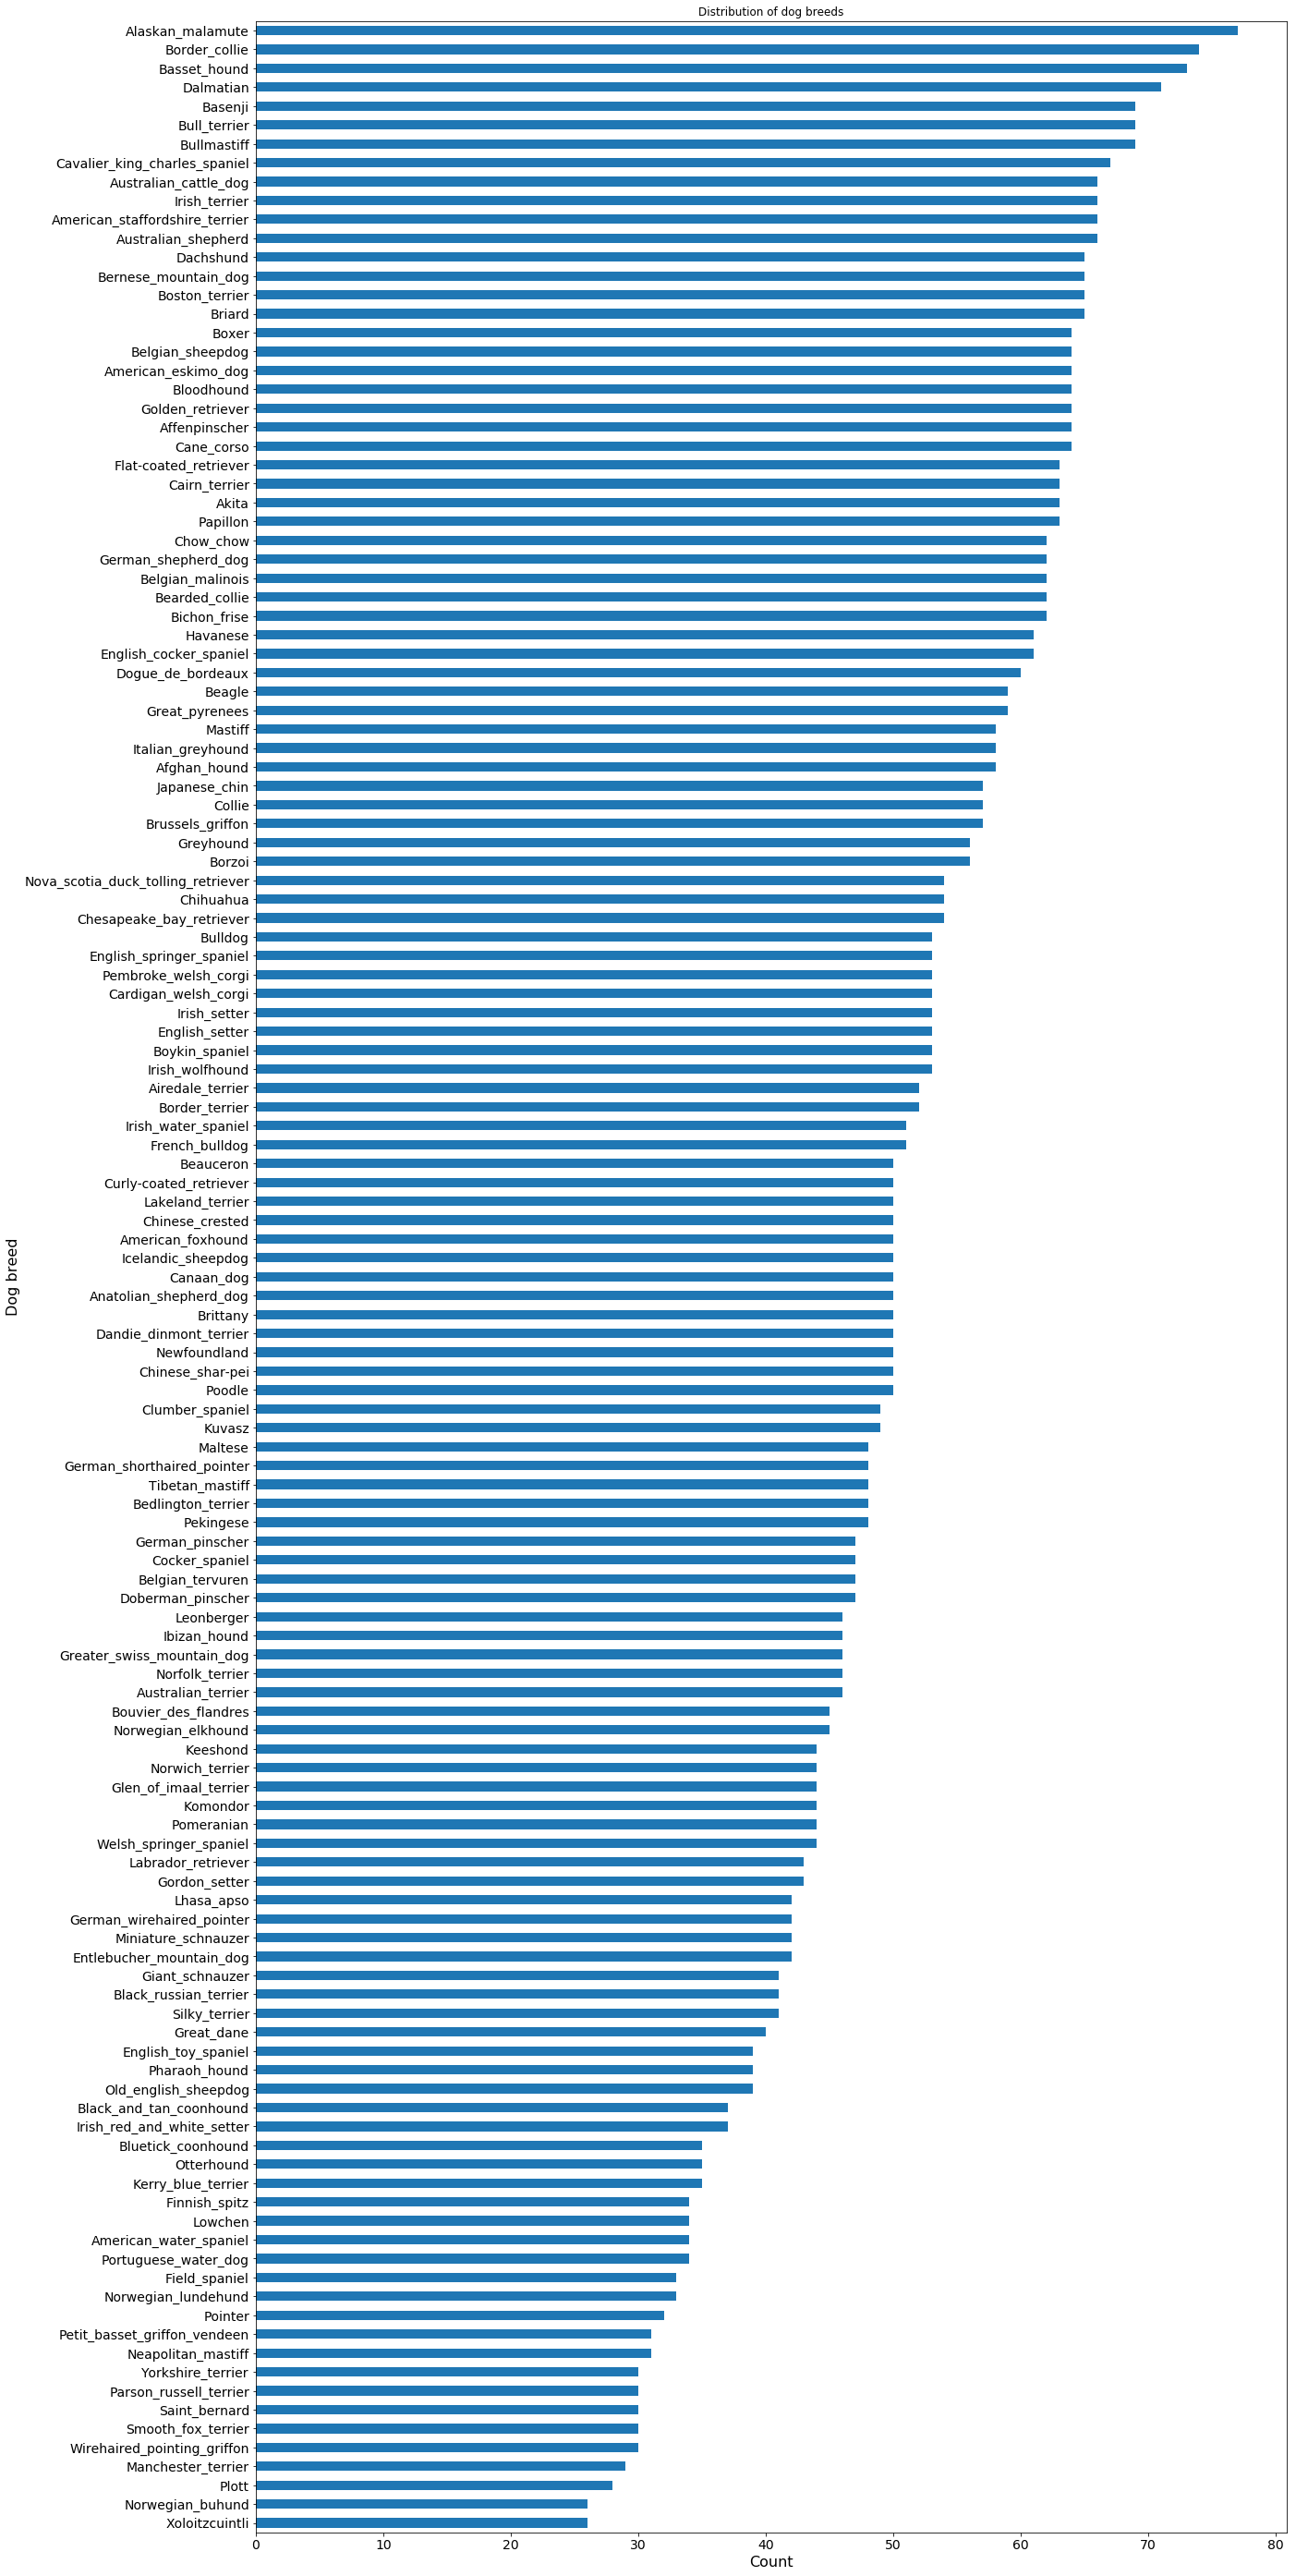 Distribution of dog breeds
Alaskan_malamute
Border_collie
Basset_hound
Dalmatian
Basenji
Bull_terrier
Bullmastiff
Cavalier_king_charles_spaniel
Australian_cattle_dog
Irish_terrier
American_staffordshire_terrier
Australian_shepherd
Dachshund
Bernese_mountain_dog
Boston_terrier
Briard
Boxer
Belgian_sheepdog
American_eskimo_dog
Bloodhound
Golden_retriever
Affenpinscher
Cane_corso
Flat-coated_retriever
Cairn_terrier
Akita
Papillon
Chow_chow
German_shepherd_dog
Belgian_malinois
Bearded_collie
Bichon_frise
Havanese
English_cocker_spaniel
Dogue_de_bordeaux
Beagle
Great_pyrenees
Mastiff
Italian_greyhound
Afghan_hound
Japanese_chin
Collie
Brussels_griffon
Greyhound
Borzoi
Nova_scotia_duck_tolling_retriever
Chihuahua
Chesapeake_bay_retriever
Bulldog
English_springer_spaniel
Pembroke_welsh_corgi
Cardigan_welsh_corgi
Irish_setter
English_setter
Boykin_spaniel
Irish_wolfhound
Airedale_terrier
Border_terrier
Irish_water_spaniel
French_bulldog
Beauceron
Curly-coated_retriever
Lakeland_terrier
Chinese_crested
American_foxhound
Icelandic_sheepdog
Canaan_dog
Anatolian_shepherd_dog
Brittany
Dandie_dinmont_terrier
Newfoundland
Chinese_shar-pei
Poodle
Clumber_spaniel
Kuvasz
Maltese
German_shorthaired_pointer
Tibetan_mastiff
Bedlington_terrier
Pekingese
German_pinscher
Cocker_spaniel
Belgian_tervuren
Doberman_pinscher
Leonberger
Ibizan_hound
Greater_swiss_mountain_dog
Norfolk_terrier
Australian_terrier
Bouvier_des_flandres
Norwegian_elkhound
Keeshond
Norwich_terrier
Glen_of_imaal_terrier
Komondor
Pomeranian
Welsh_springer_spaniel
Labrador_retriever
Gordon_setter
Lhasa_apso
German_wirehaired_pointer
Miniature_schnauzer
Entlebucher_mountain_dog
Giant_schnauzer
Black_russian_terrier
Silky_terrier
Great_dane
English_toy_spaniel
Pharaoh_hound
Old_english_sheepdog
Black_and_tan_coonhound
Irish_red_and_white_setter
Bluetick_coonhound
Otterhound
Kerry_blue_terrier
Finnish_spitz
Lowchen
American_water_spaniel
Portuguese_water_dog
Field_spaniel
Norwegian_lundehund
Pointer
Petit_basset_griffon_vendeen
Neapolitan_mastiff
Yorkshire_terrier
Parson_russell_terrier
Saint_bernard
Smooth_fox_terrier
Wirehaired_pointing_griffon
Manchester_terrier
Plott
Norwegian_buhund
Xoloitzcuintli
Dog breed
0 10 20 30 40 50 60 70 80
Count